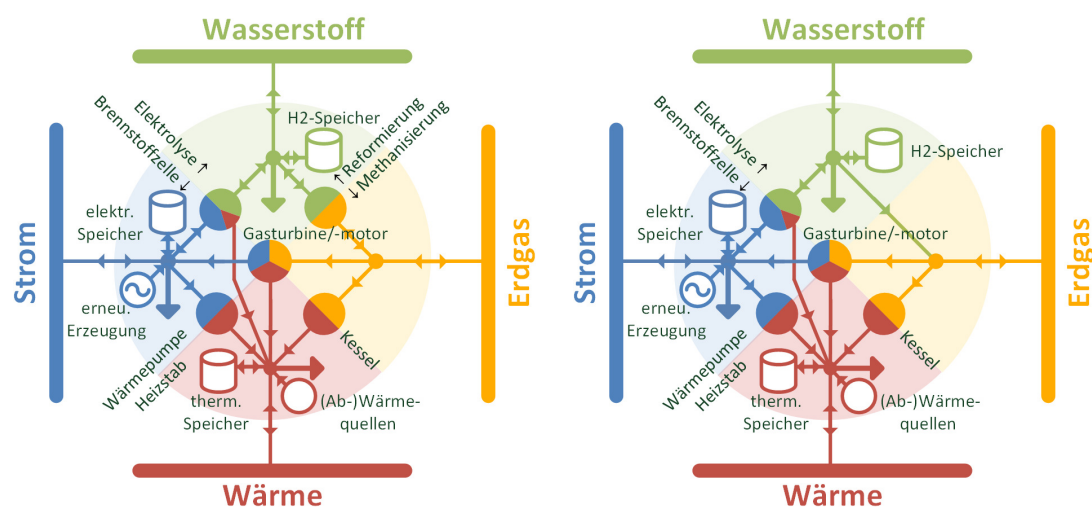 Wasserstoff
Elektrolyse ↑
Brennstoffzelle ↓
H2-Speicher
↑ Reformierung
↓ Methanisierung
elektr.
Speicher
Gasturbine/-motor
Strom
Erdgas
erneu.
Erzeugung
Wärmepumpe
Heizstab
Kessel
therm.
Speicher
(Ab-)Wärme-
quellen
Wärme
Wasserstoff
Elektrolyse ↑
Brennstoffzelle ↓
H2-Speicher
elektr.
Speicher
Gasturbine/-motor
Strom
Erdgas
erneu.
Erzeugung
Wärmepumpe
Heizstab
Kessel
therm.
Speicher
(Ab-)Wärme-
quellen
Wärme